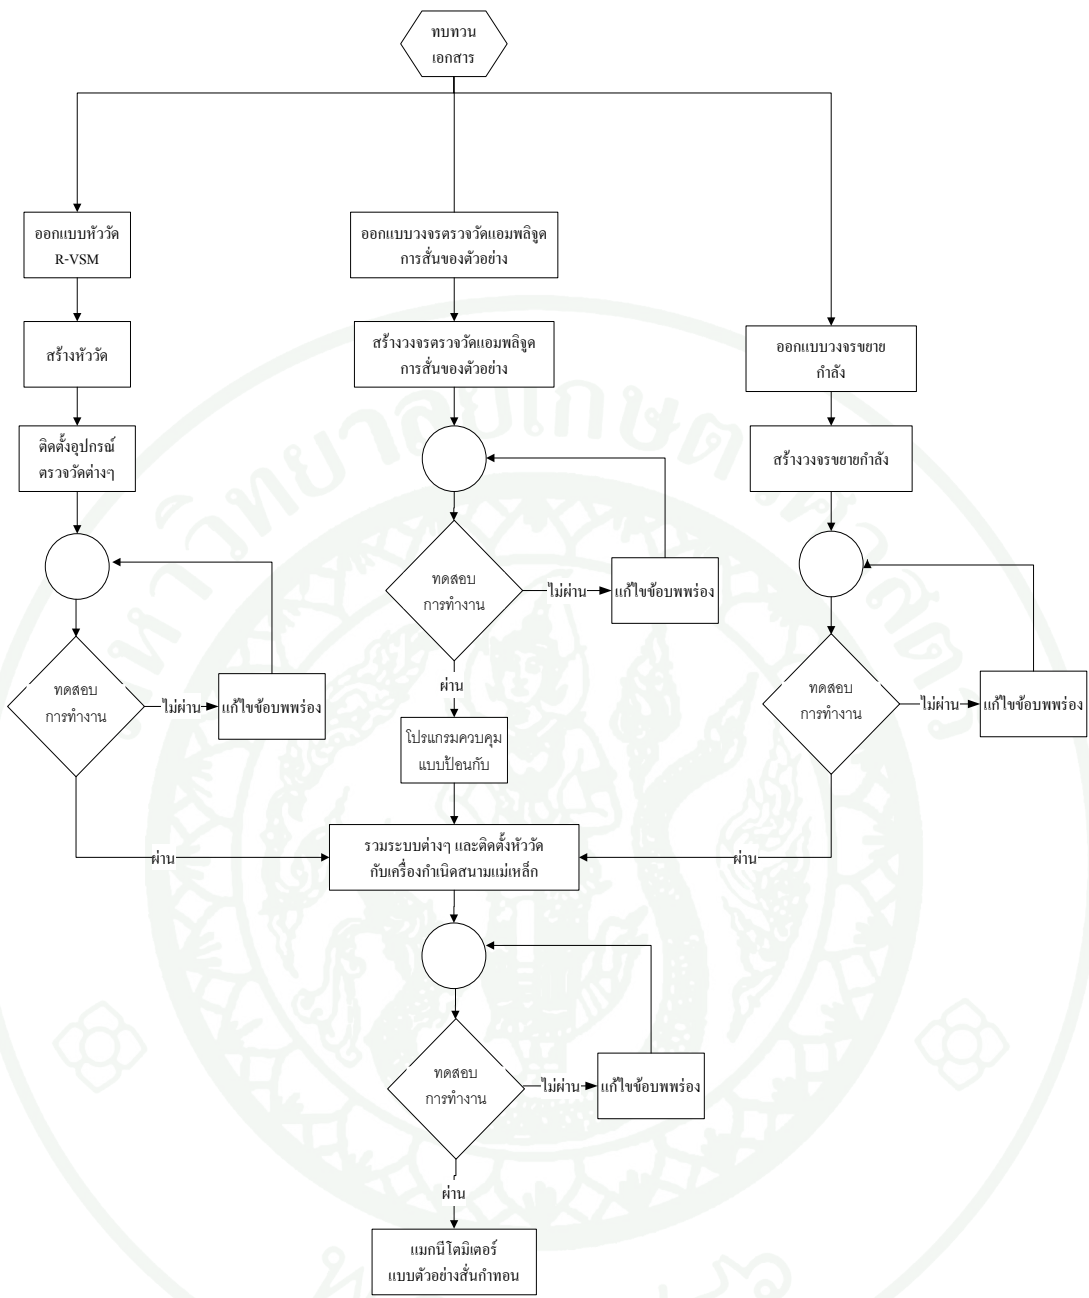 ทบทวน
เอกสาร
ออกแบบหัววัด
R-VSM
สร้างหัววัด
ติดตั้งอุปกรณ์
ตรวจวัดต่างๆ
ทดสอบ
การทำงาน
ไม่ผ่าน
แก้ไขข้อบพพร่อง
ผ่าน
ออกแบบวงจรตรวจวัดแอมพลิจูด
การสั่นของตัวอย่าง
สร้างวงจรตรวจวัดแอมพลิจูด
การสั่นของตัวอย่าง
ทดสอบ
การทำงาน
ไม่ผ่าน
แก้ไขข้อบพพร่อง
ผ่าน
โปรแกรมควบคุม
แบบป้อนกับ
ออกแบบวงจรขยาย
กำลัง
สร้างวงจรขยายกำลัง
ทดสอบ
การทำงาน
ไม่ผ่าน
แก้ไขข้อบพพร่อง
ผ่าน
รวมระบบต่างๆ และติดตั้งหัววัด
กับเครื่องกำเนิดสนามแม่เหล็ก
ทดสอบ
การทำงาน
ไม่ผ่าน
แก้ไขข้อบพพร่อง
ผ่าน
แมกนีโตมิเตอร์
แบบตัวอย่างสั่นกำทอน